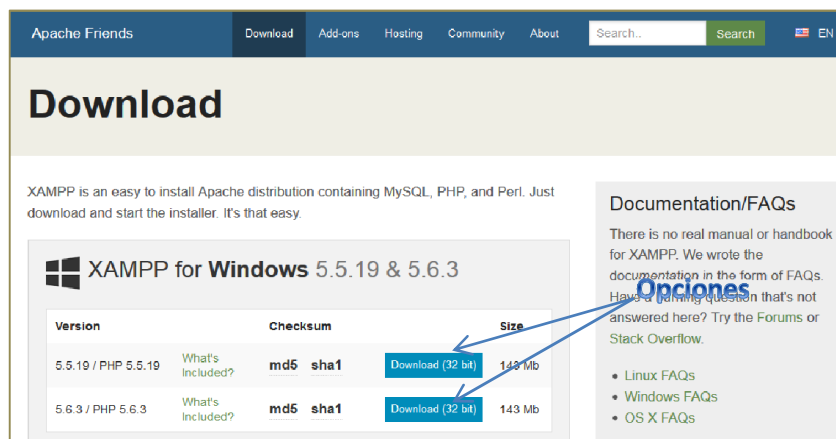 Apache Friends Download Add-ons Hosting Community About Search.. Search EN
Download
XAMPP is an easy to install Apache distribution containing MySQL, PHP, and Perl. Just
download and start the installer. It's that easy.
XAMPP for Windows 5.5.19 & 5.6.3
Version Checksum Size
5.5.19 / PHP 5.5.19 What's Included? md5 sha1 Download (32 bit) 143 Mb
5.6.3 / PHP 5.6.3 What's Included? md5 sha1 Download (32 bit) 143 Mb
Opciones
Documentation/FAQs
There is no real manual or handbook
for XAMPP. We wrote the
documentation in the form of FAQs.
Have a burning question that's not
answered here? Try the Forums or
Stack Overflow.
Linux FAQs
Windows FAQs
OS X FAQs